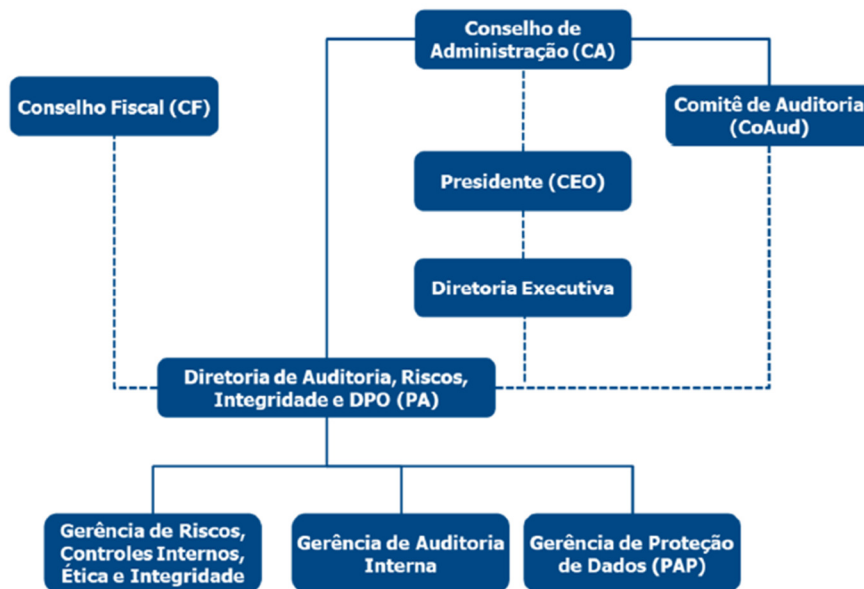 Conselho de
Administração (CA)
Conselho Fiscal (CF)
Comitê de Auditoria
(CoAud)
Presidente (CEO)
Diretoria Executiva
Diretoria de Auditoria, Riscos,
Integridade e DPO (PA)
Gerência de Riscos,
Controles Internos,
Ética e Integridade
Gerência de Auditoria
Interna
Gerência de Proteção
de Dados (PAP)